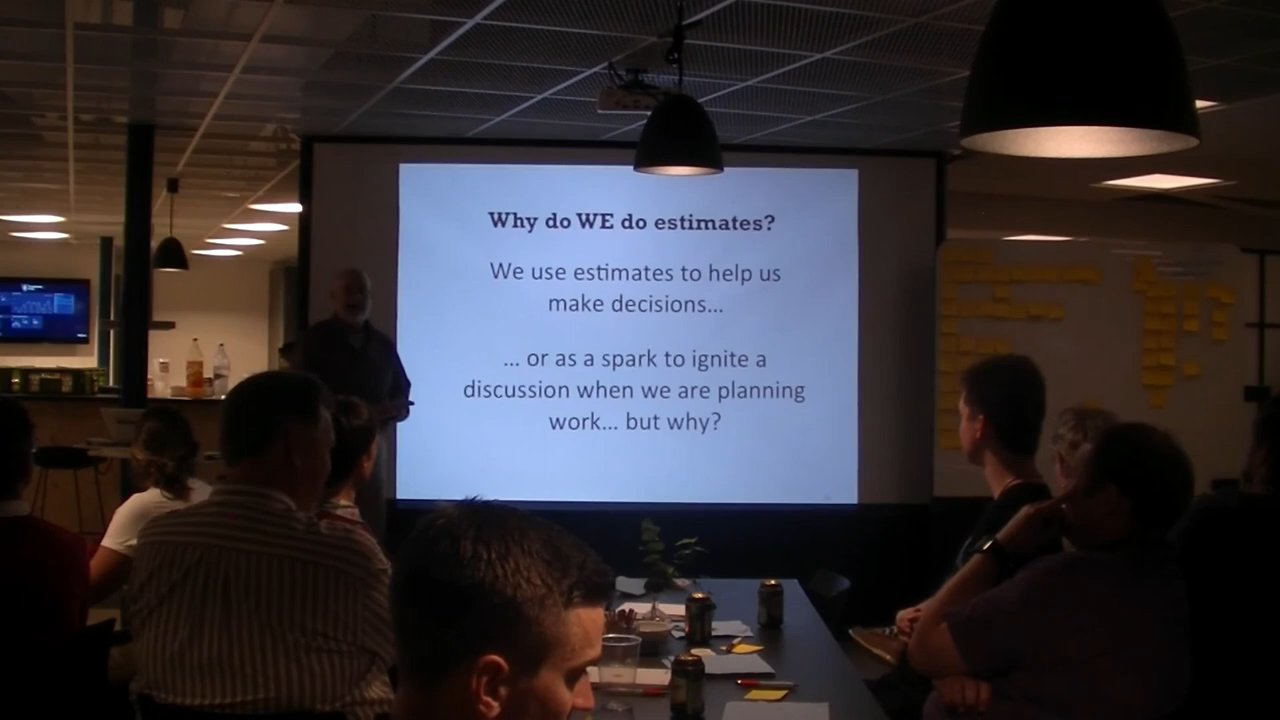 Why do WE do estimates?
We use estimates to help us
make decisions...
... or as a spark to ignite a
discussion when we are planning
work... but why?